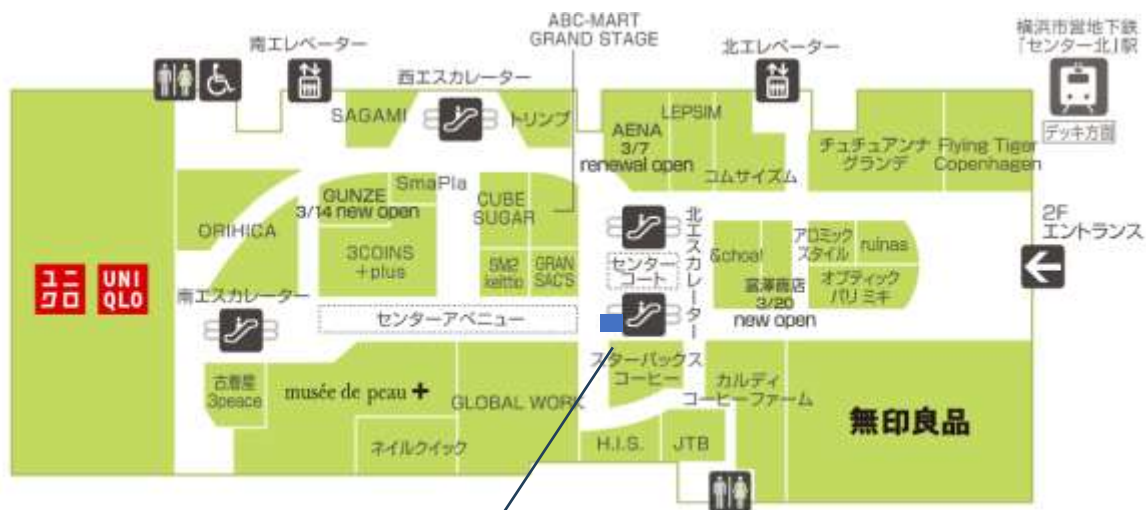 ABC-MART
GRAND STAGE
横浜市営地下鉄
「センター北」駅
南エレベーター
北エレベーター
西エスカレーター
デッキ方面
SAGAMI
トリンプ
AENA
3/7
renewal open
LEPSIM
コムサイズム
チュチュアンナ
グランデ
Flying Tiger
Copenhagen
SmaPla
GUNZE
3/14 new open
CUBE
SUGAR
ORIHICA
3COINS
+plus
SM2
keittio
GRAN
SAC'S
北エスカレーター
センター
コート
&choa!
アロミック
スタイル
ruinas
オプティック
パリミキ
富澤商店
3/20
new open
2F
エントランス
ユニ
クロ
UNI
QLO
南エスカレーター
センターアベニュー
古着屋
3peace
musée de peau +
GLOBAL WORK
ネイルクイック
スターバックス
コーヒー
カルディ
コーヒーファーム
無印良品
H.I.S.
JTB